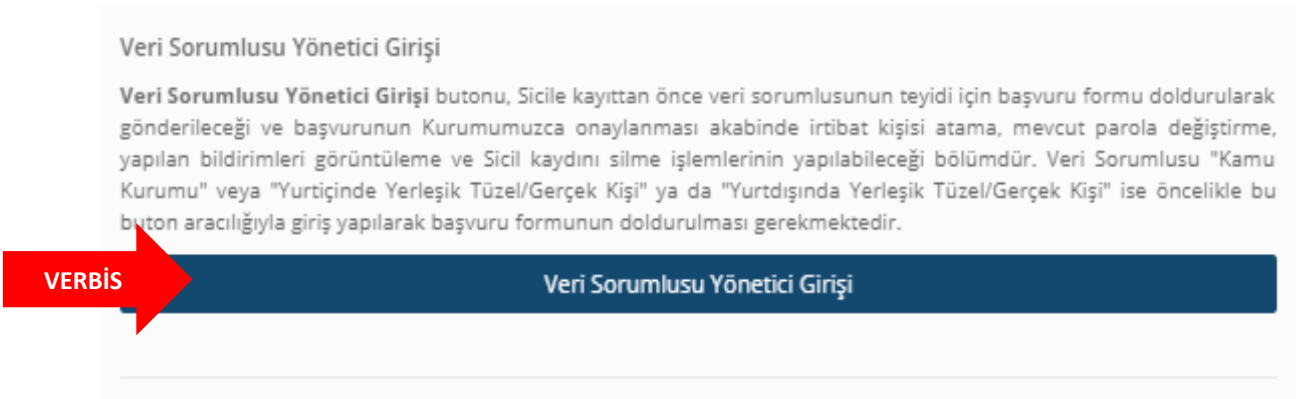 Veri Sorumlusu Yönetici Girişi
Veri Sorumlusu Yönetici Girişi butonu, Sicile kayıttan önce veri sorumlusunun teyidi için başvuru formu doldurularak
gönderileceği ve başvurunun Kurumumuzca onaylanması akabinde irtibat kişisi atama, mevcut parola değiştirme,
yapılan bildirimleri görüntüleme ve Sicil kaydını silme işlemlerinin yapılabileceği bölümdür. Veri Sorumlusu "Kamu
Kurumu" veya "Yurtiçinde Yerleşik Tüzel/Gerçek Kişi" ya da "Yurtdışında Yerleşik Tüzel/Gerçek Kişi" ise öncelikle bu
buton aracılığıyla giriş yapılarak başvuru formunun doldurulması gerekmektedir.
VERBİS
Veri Sorumlusu Yönetici Girişi